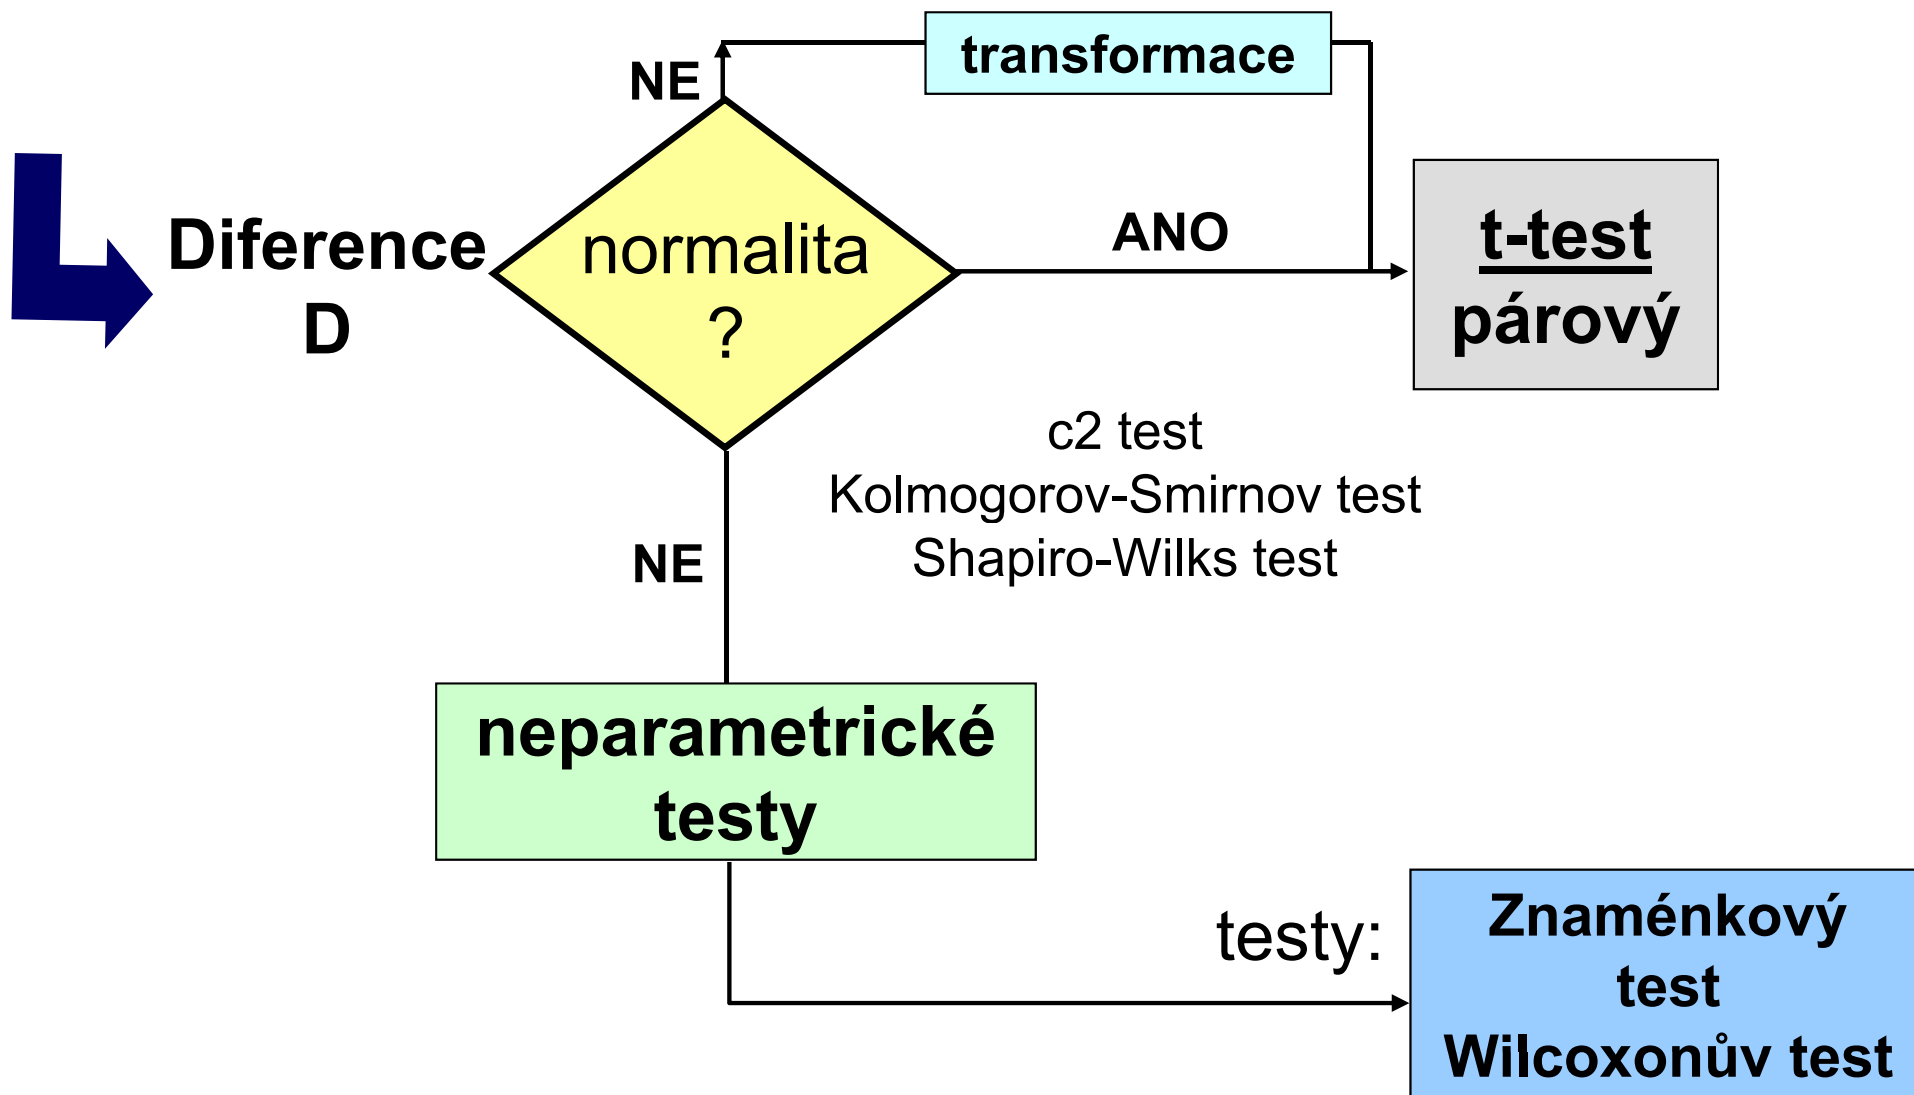 transformace
NE
Diference
D
normalita
?
ANO
t-test
párový
c2 test
Kolmogorov-Smirnov test
Shapiro-Wilks test
NE
neparametrické
testy
testy:
Znaménkový
test
Wilcoxonův test